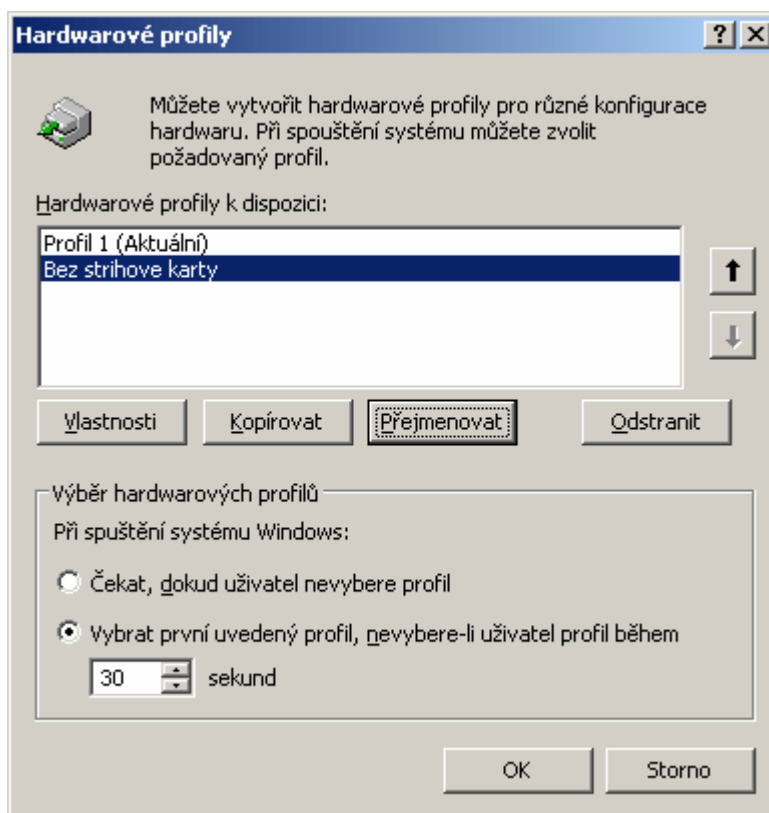 Hardwarové profily
Můžete vytvořit hardwarové profily pro různé konfigurace
hardwaru. Při spouštění systému můžete zvolit
požadovaný profil.
Hardwarové profily k dispozici:
Profil 1 (Aktuální)
Bez strihove karty
Vlastnosti
Kopírovat
Přejmenovat
Odstranit
Výběr hardwarových profilů
Při spuštění systému Windows:
Čekat, dokud uživatel nevybere profil
Vybrat první uvedený profil, nevybere-li uživatel profil během
30 sekund
OK
Storno